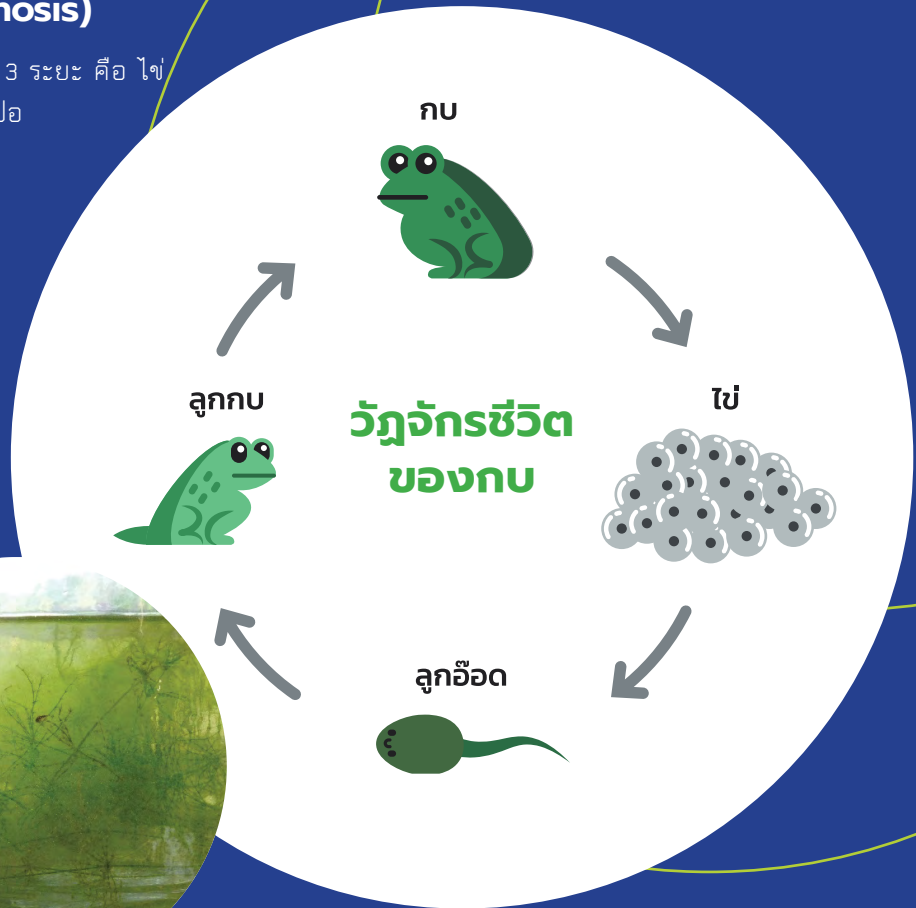 nosis)
3 ระยะ คือ ไข่
กบ
ลูกกบ
ไข่
วัฏจักรชีวิต
ของกบ
ลูกอ๊อด